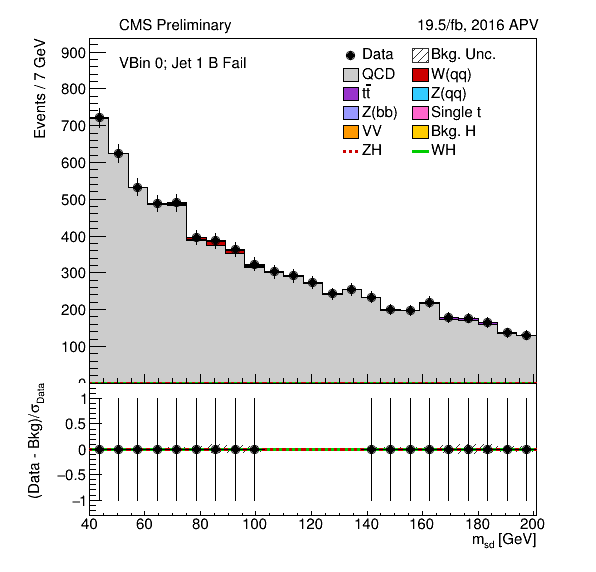 CMS Preliminary
19.5/fb, 2016 APV
Events / 7 GeV
VBin 0; Jet 1 B Fail
Data
Bkg. Unc.
QCD
W(qq)
tt̄
Z(qq)
Z(bb)
Single t
VV
Bkg. H
ZH
WH
900
800
700
600
500
400
300
200
100
0
(Data - Bkg)/σData
1
0.5
0
−0.5
−1
40 60 80 100 120 140 160 180 200
msd [GeV]